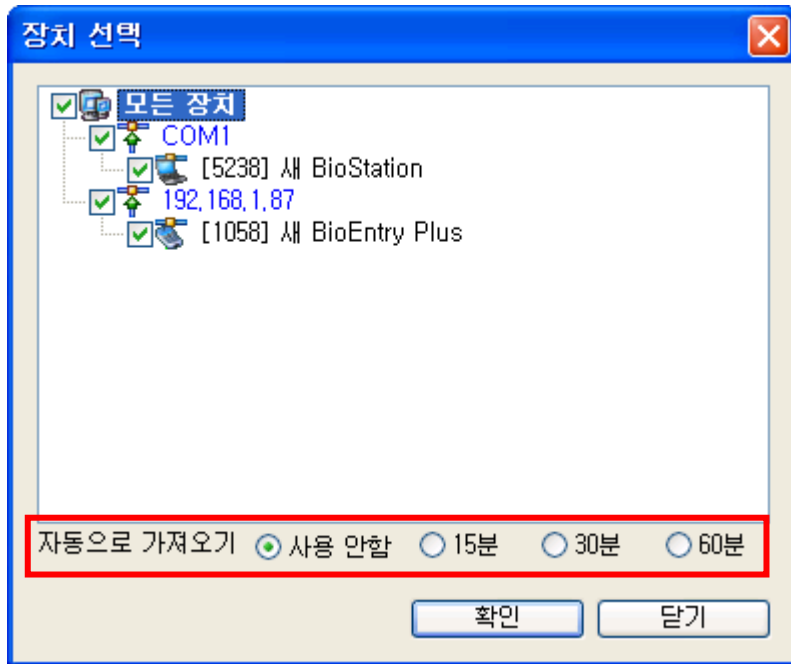 장치 선택
모든 장치
COM1
[5238] 새 BioStation
192,168,1,87
[1058] 새 BioEntry Plus
자동으로 가져오기 사용 안함 15분 30분 60분
확인 닫기